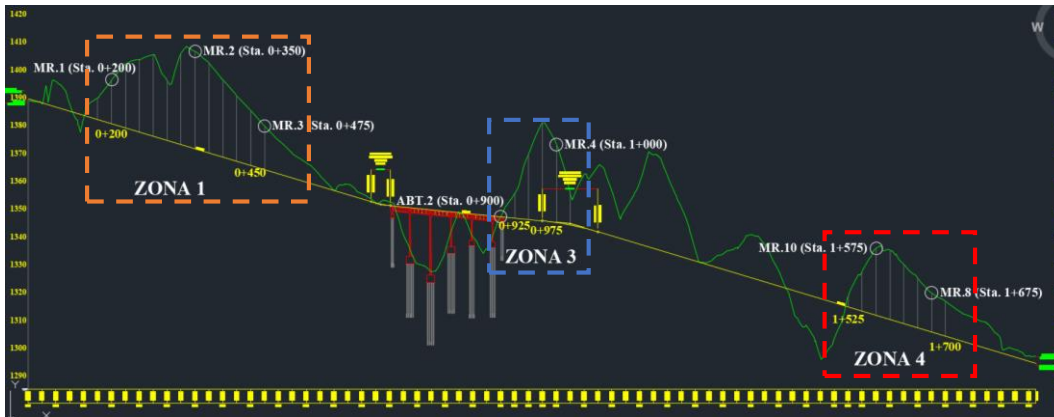 1420
1410
1400
1390
1380
1370
1360
1350
1340
1330
1320
1310
1300
1290
W
MR.2 (Sta. 0+350)
MR.1 (Sta. 0+200)
MR.3 (Sta. 0+475)
0+200
0+450
ZONA 1
MR.4 (Sta. 1+000)
ABT.2 (Sta. 0+900)
0+925
0+975
ZONA 3
MR.10 (Sta. 1+575)
MR.8 (Sta. 1+675)
1+525
1+700
ZONA 4
Y
X